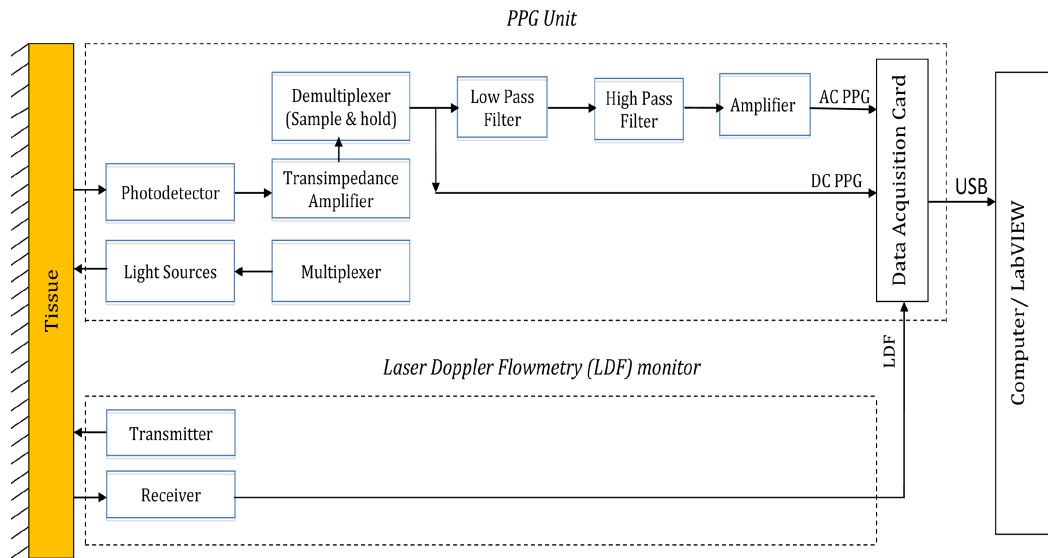 PPG Unit
Demultiplexer
(Sample & hold)
Low Pass
Filter
High Pass
Filter
Amplifier
AC PPG
Photodetector
Transimpedance
Amplifier
DC PPG
Data Acquisition Card
USB
Light Sources
Multiplexer
Tissue
Computer/ LabVIEW
Laser Doppler Flowmetry (LDF) monitor
LDF
Transmitter
Receiver